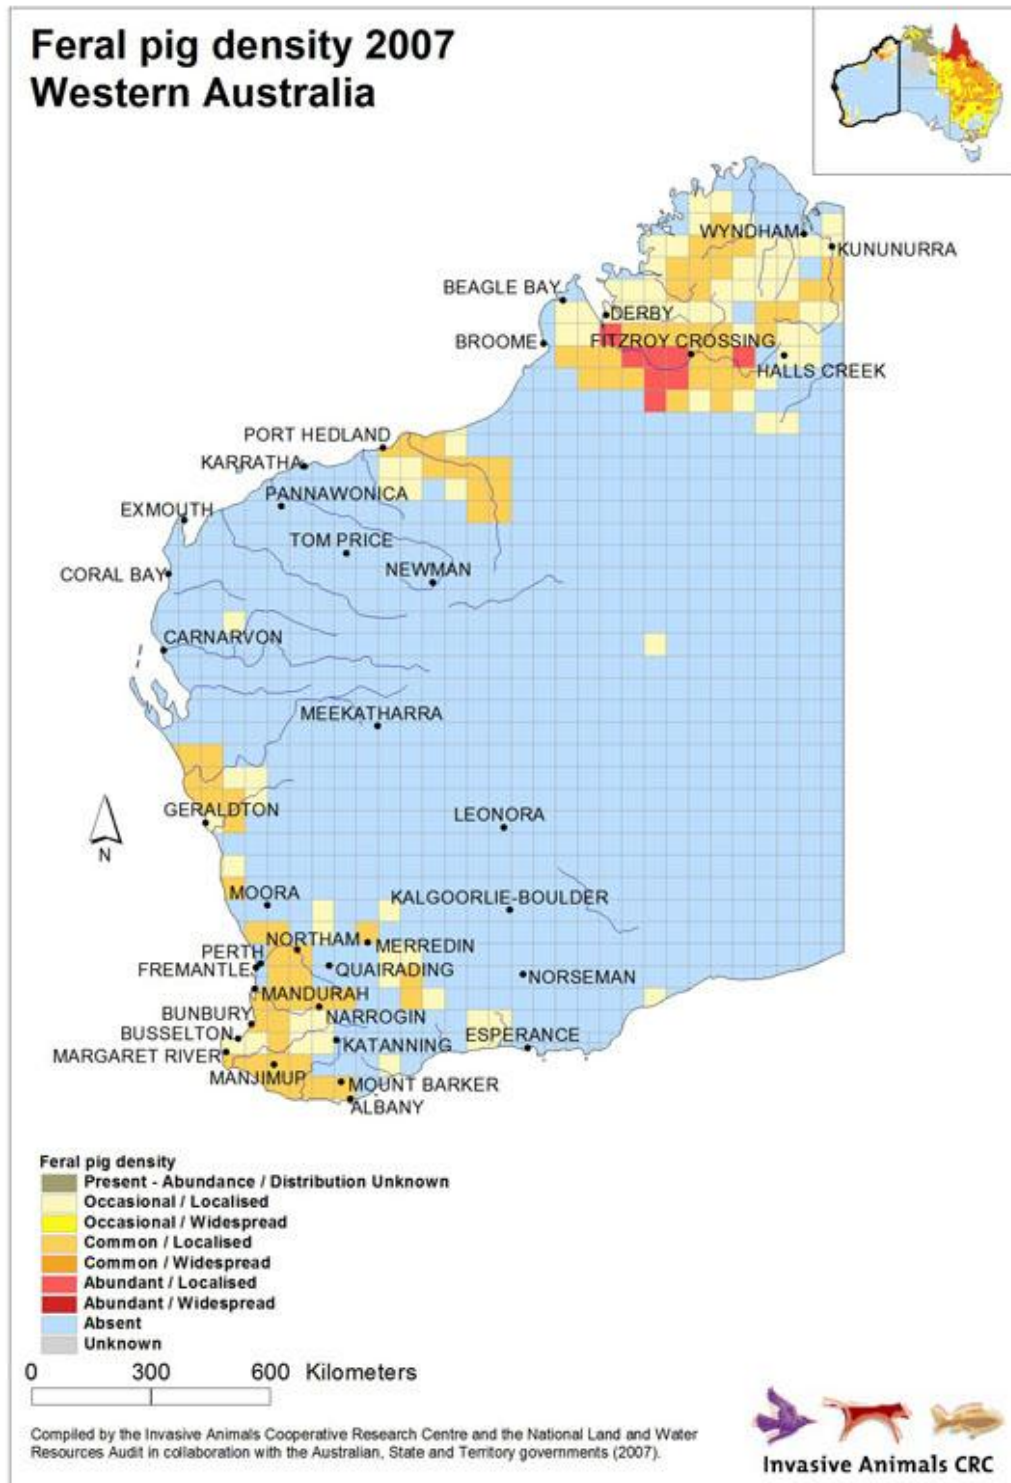 Feral pig density 2007
Western Australia
WYNDHAM
KUNUNURRA
BEAGLE BAY
DERBY
BROOME
FITZROY CROSSING
HALLS CREEK
PORT HEDLAND
KARRATHA
PANNAWONICA
EXMOUTH
TOM PRICE
CORAL BAY
NEWMAN
CARNARVON
MEEKATHARRA
GERALDTON
LEONORA
N
MOORA
KALGOORLIE-BOULDER
NORTHAM
MERREDIN
PERTH
FREMANTLE
QUAIRADING
NORSEMAN
MANDURAH
BUNBURY
NARROGIN
BUSSELTON
ESPERANCE
KATANNING
MARGARET RIVER
MANJIMUP
MOUNT BARKER
ALBANY
Feral pig density
Present - Abundance / Distribution Unknown
Occasional / Localised
Occasional / Widespread
Common / Localised
Common / Widespread
Abundant / Localised
Abundant / Widespread
Absent
Unknown
0 300 600 Kilometers
Compiled by the Invasive Animals Cooperative Research Centre and the National Land and Water
Resources Audit in collaboration with the Australian, State and Territory governments (2007).
Invasive Animals CRC